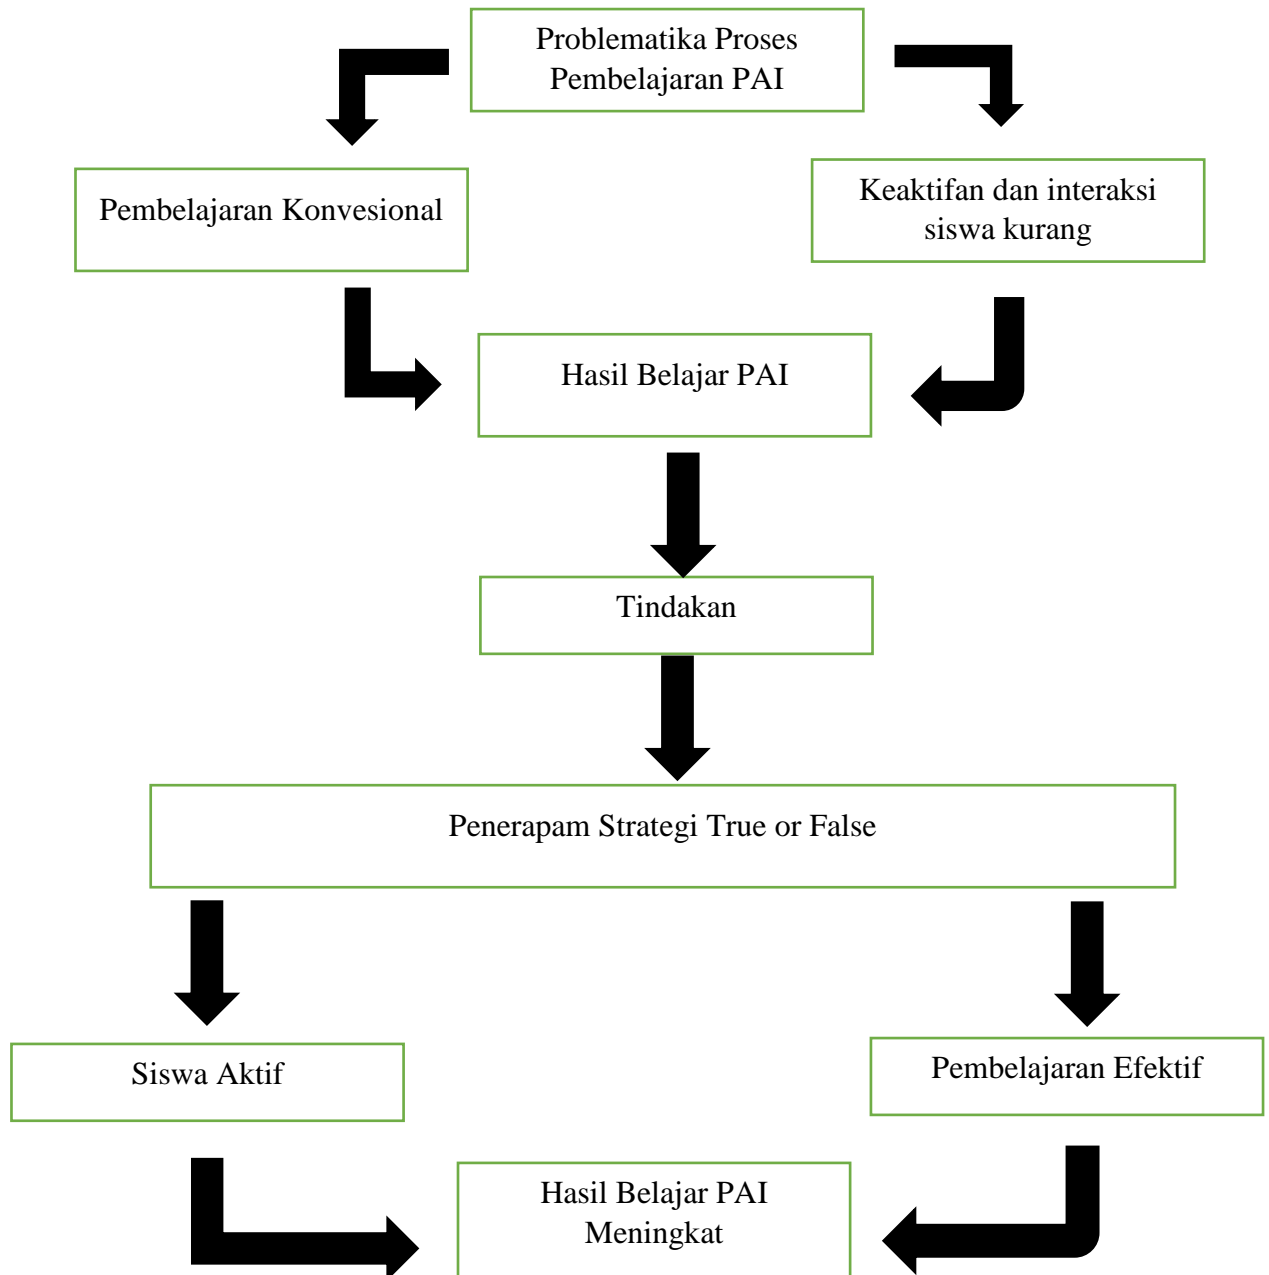 Problematika Proses
Pembelajaran PAI
Pembelajaran Konvesional
Keaktifan dan interaksi
siswa kurang
Hasil Belajar PAI
Tindakan
Penerapam Strategi True or False
Siswa Aktif
Pembelajaran Efektif
Hasil Belajar PAI
Meningkat